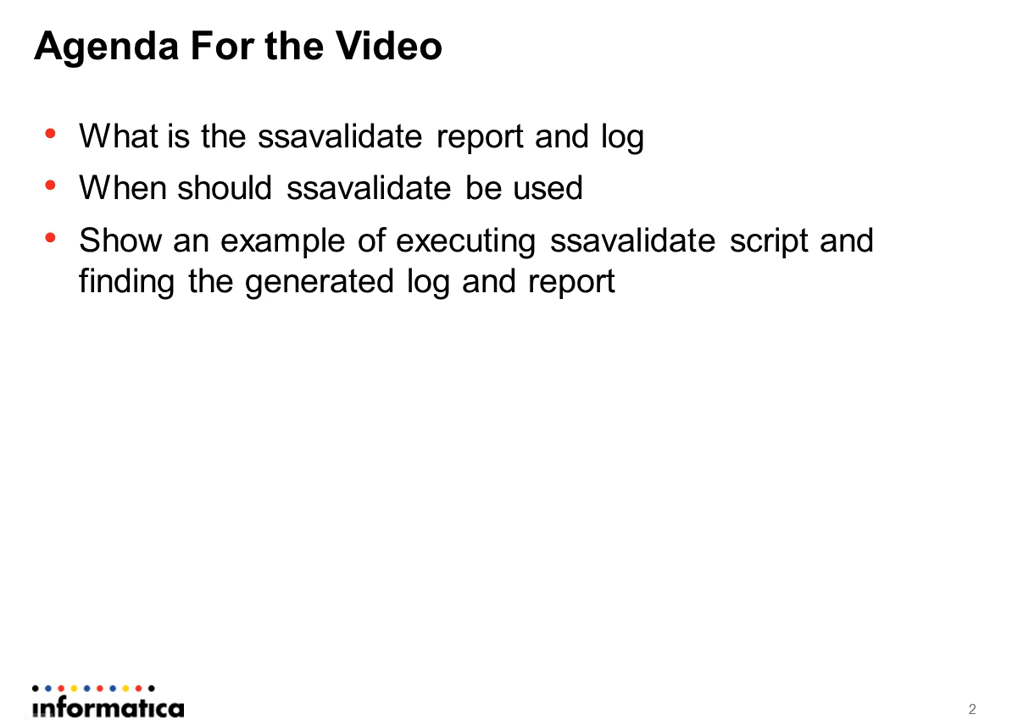 Agenda For the Video
• What is the ssavalidate report and log
• When should ssavalidate be used
• Show an example of executing ssavalidate script and
finding the generated log and report
informatica
2